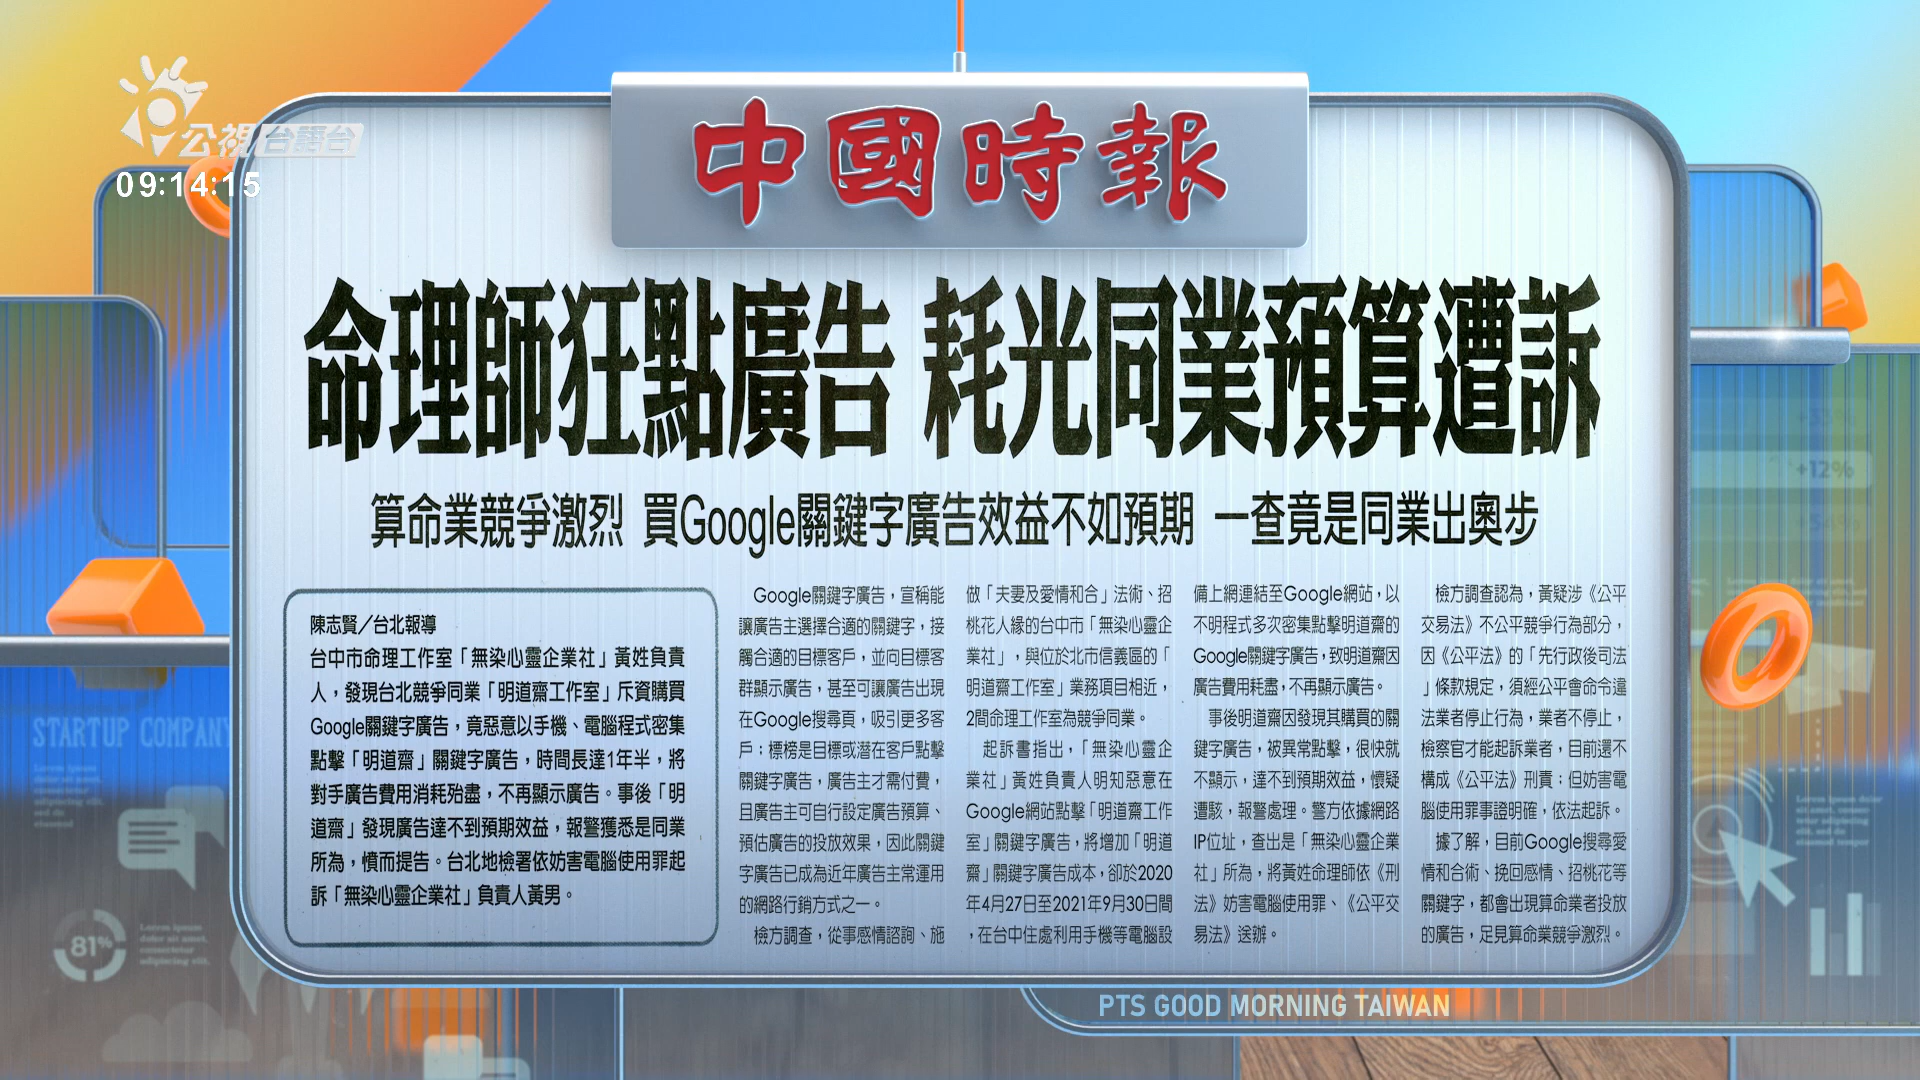 公視台語台
09:14:15
中國時報
命理師狂點廣告 耗光同業預算遭訴
算命業競爭激烈 買Google關鍵字廣告效益不如預期 一查竟是同業出奧步
陳志賢／台北報導
台中市命理工作室「無染心靈企業社」黃姓負責
人，發現台北競爭同業「明道齋工作室」斥資購買
Google關鍵字廣告，竟惡意以手機、電腦程式密集
點擊「明道齋」關鍵字廣告，時間長達1年半，將
對手廣告費用消耗殆盡，不再顯示廣告。事後「明
道齋」發現廣告達不到預期效益，報警獲悉是同業
所為，憤而提告。台北地檢署依妨害電腦使用罪起
訴「無染心靈企業社」負責人黃男。
Google關鍵字廣告，宣稱能
讓廣告主選擇合適的關鍵字，接
觸合適的目標客戶，並向目標客
群顯示廣告，甚至可讓廣告出現
在Google搜尋頁，吸引更多客
戶；標榜是目標或潛在客戶點擊
關鍵字廣告，廣告主才需付費，
且廣告主可自行設定廣告預算、
預估廣告的投放效果，因此關鍵
字廣告已成為近年廣告主常運用
的網路行銷方式之一。
檢方調查，從事感情諮詢、施
做「夫妻及愛情和合」法術、招
桃花人緣的台中市「無染心靈企
業社」，與位於北市信義區的「
明道齋工作室」業務項目相近，
2間命理工作室為競爭同業。
起訴書指出，「無染心靈企
業社」黃姓負責人明知惡意在
Google網站點擊「明道齋工作
室」關鍵字廣告，將增加「明道
齋」關鍵字廣告成本，卻於2020
年4月27日至2021年9月30日間
，在台中住處利用手機等電腦設
備上網連結至Google網站，以
不明程式多次密集點擊明道齋的
Google關鍵字廣告，致明道齋因
廣告費用耗盡，不再顯示廣告。
事後明道齋因發現其購買的關
鍵字廣告，被異常點擊，很快就
不顯示，達不到預期效益，懷疑
遭駭，報警處理。警方依據網路
IP位址，查出是「無染心靈企業
社」所為，將黃姓命理師依《刑
法》妨害電腦使用罪、《公平交
易法》送辦。
檢方調查認為，黃疑涉《公平
交易法》不公平競爭行為部分，
因《公平法》的「先行政後司法
」條款規定，須經公平會命令違
法業者停止行為，業者不停止，
檢察官才能起訴業者，目前還不
構成《公平法》刑責；但妨害電
腦使用罪事證明確，依法起訴。
據了解，目前Google搜尋愛
情和合術、挽回感情、招桃花等
關鍵字，都會出現算命業者投放
的廣告，足見算命業競爭激烈。
+12%
STARTUP COMPANY
81%
PTS GOOD MORNING TAIWAN